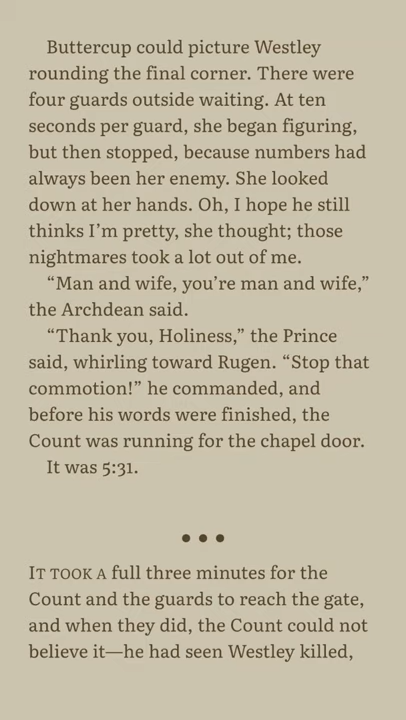 Buttercup could picture Westley
rounding the final corner. There were
four guards outside waiting. At ten
seconds per guard, she began figuring,
but then stopped, because numbers had
always been her enemy. She looked
down at her hands. Oh, I hope he still
thinks I’m pretty, she thought; those
nightmares took a lot out of me.
“Man and wife, you’re man and wife,”
the Archdean said.
“Thank you, Holiness,” the Prince
said, whirling toward Rugen. “Stop that
commotion!” he commanded, and
before his words were finished, the
Count was running for the chapel door.
It was 5:31.
•••
IT TOOK A full three minutes for the
Count and the guards to reach the gate,
and when they did, the Count could not
believe it—he had seen Westley killed,